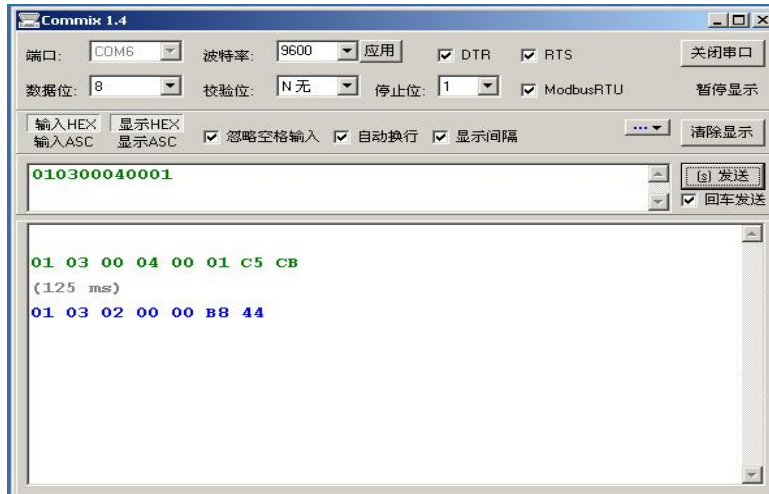 Commix 1.4
端口: COM6 波特率: 9600 应用 DTR RTS 关闭串口
数据位: 8 校验位: N 无 停止位: 1 ModbusRTU 暂停显示
输入HEX 显示HEX
输入ASC 显示ASC 忽略空格输入 自动换行 显示间隔 ... 清除显示
010300040001 (s) 发送
回车发送
01 03 00 04 00 01 C5 CB
(125 ms)
01 03 02 00 00 B8 44